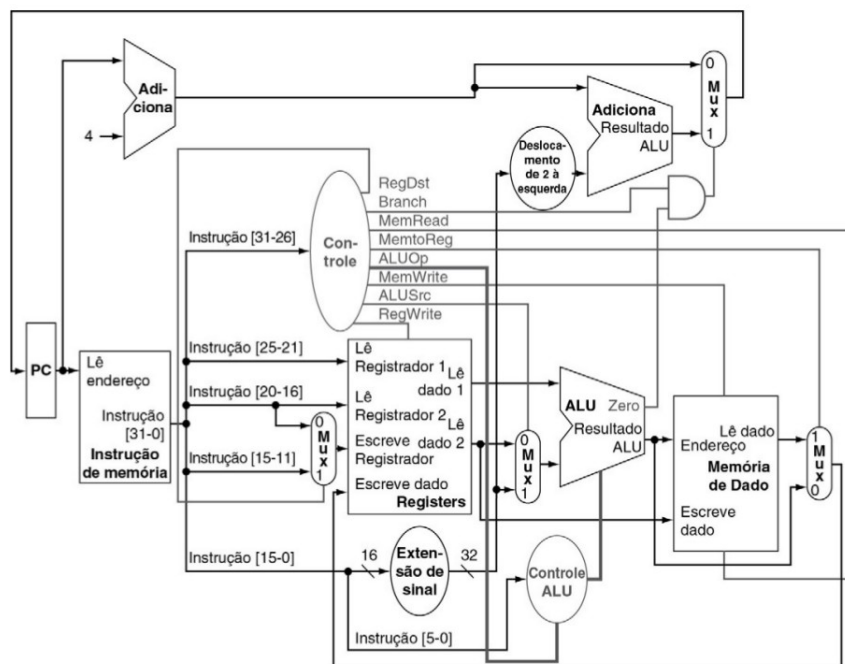 Adi-
ciona
4
0
Mux
1
Adiciona
Resultado
ALU
Desloca-
mento
de 2 à
esquerda
RegDst
Branch
MemRead
MemtoReg
ALUOp
MemWrite
ALUSrc
RegWrite
Con-
trole
Instrução [31-26]
PC
Lê
endereço
Instrução
[31-0]
Instrução
de memória
Instrução [25-21]
Instrução [20-16]
Instrução [15-11]
0
Mux
1
Lê
Registrador 1
Lê
dado 1
Lê
Registrador 2
Lê
dado 2
Escreve
Registrador
Escreve dado
Registers
0
Mux
1
ALU
Zero
Resultado
ALU
Lê dado
Endereço
Memória
de Dado
Escreve
dado
1
Mux
0
Instrução [15-0]
16
Exten-
são de
sinal
32
Controle
ALU
Instrução [5-0]